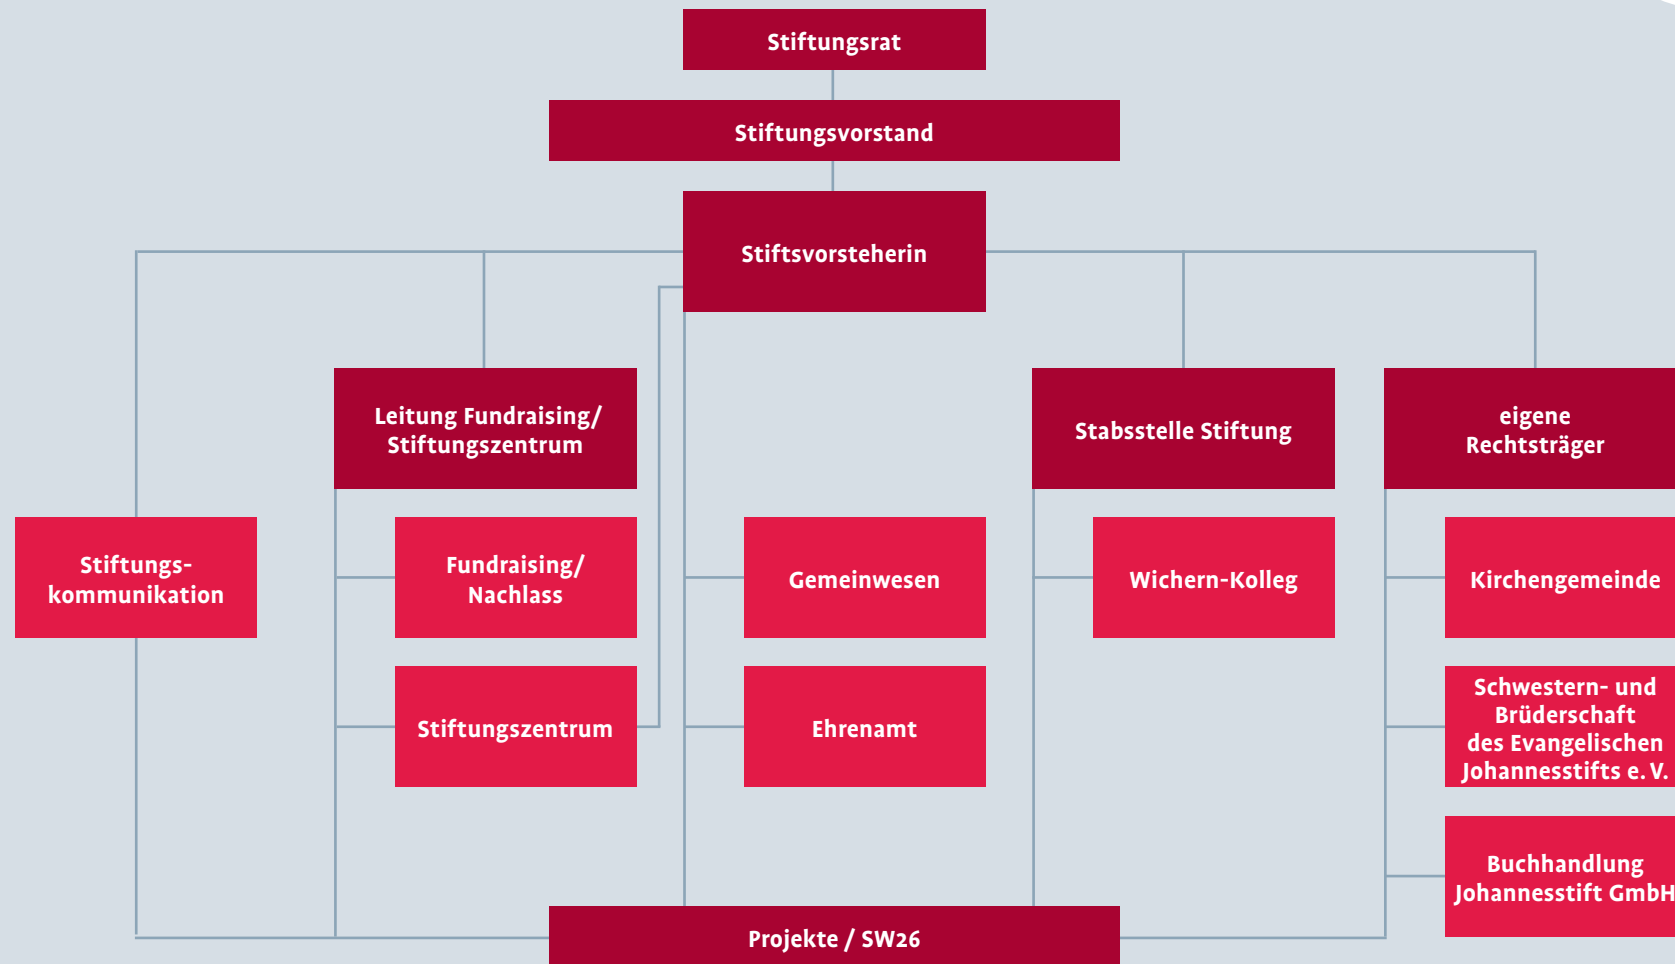 Stiftungsrat
Stiftungsvorstand
Stiftsvorsteherin
Leitung Fundraising/
Stiftungszentrum
Stabsstelle Stiftung
eigene
Rechtsträger
Stiftungs-
kommunikation
Fundraising/
Nachlass
Gemeinwesen
Wichern-Kolleg
Kirchengemeinde
Stiftungszentrum
Ehrenamt
Schwestern- und
Brüderschaft
des Evangelischen
Johannesstifts e. V.
Buchhandlung
Johannesstift GmbH
Projekte / SW26